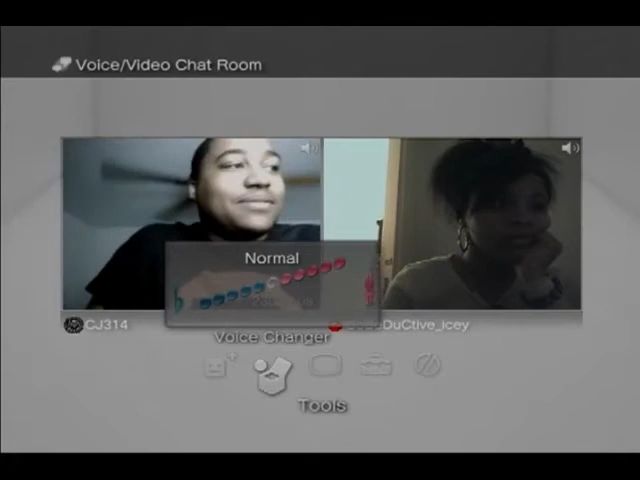 Voice/Video Chat Room
Normal
CJ314
DuCtive_icey
Voice Changer
Tools